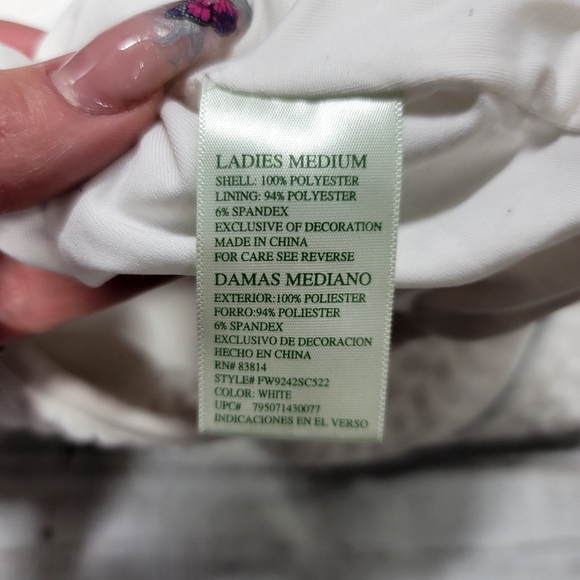 LADIES MEDIUM
SHELL: 100% POLYESTER
LINING: 94% POLYESTER
6% SPANDEX
EXCLUSIVE OF DECORATION
MADE IN CHINA
FOR CARE SEE REVERSE
DAMAS MEDIANO
EXTERIOR:100% POLIESTER
FORRO:94% POLIESTER
6% SPANDEX
EXCLUSIVO DE DECORACION
HECHO EN CHINA
RN# 83814
STYLE# FW9242SC522
COLOR: WHITE
UPC# 795071430077
INDICACIONES EN EL VERSO